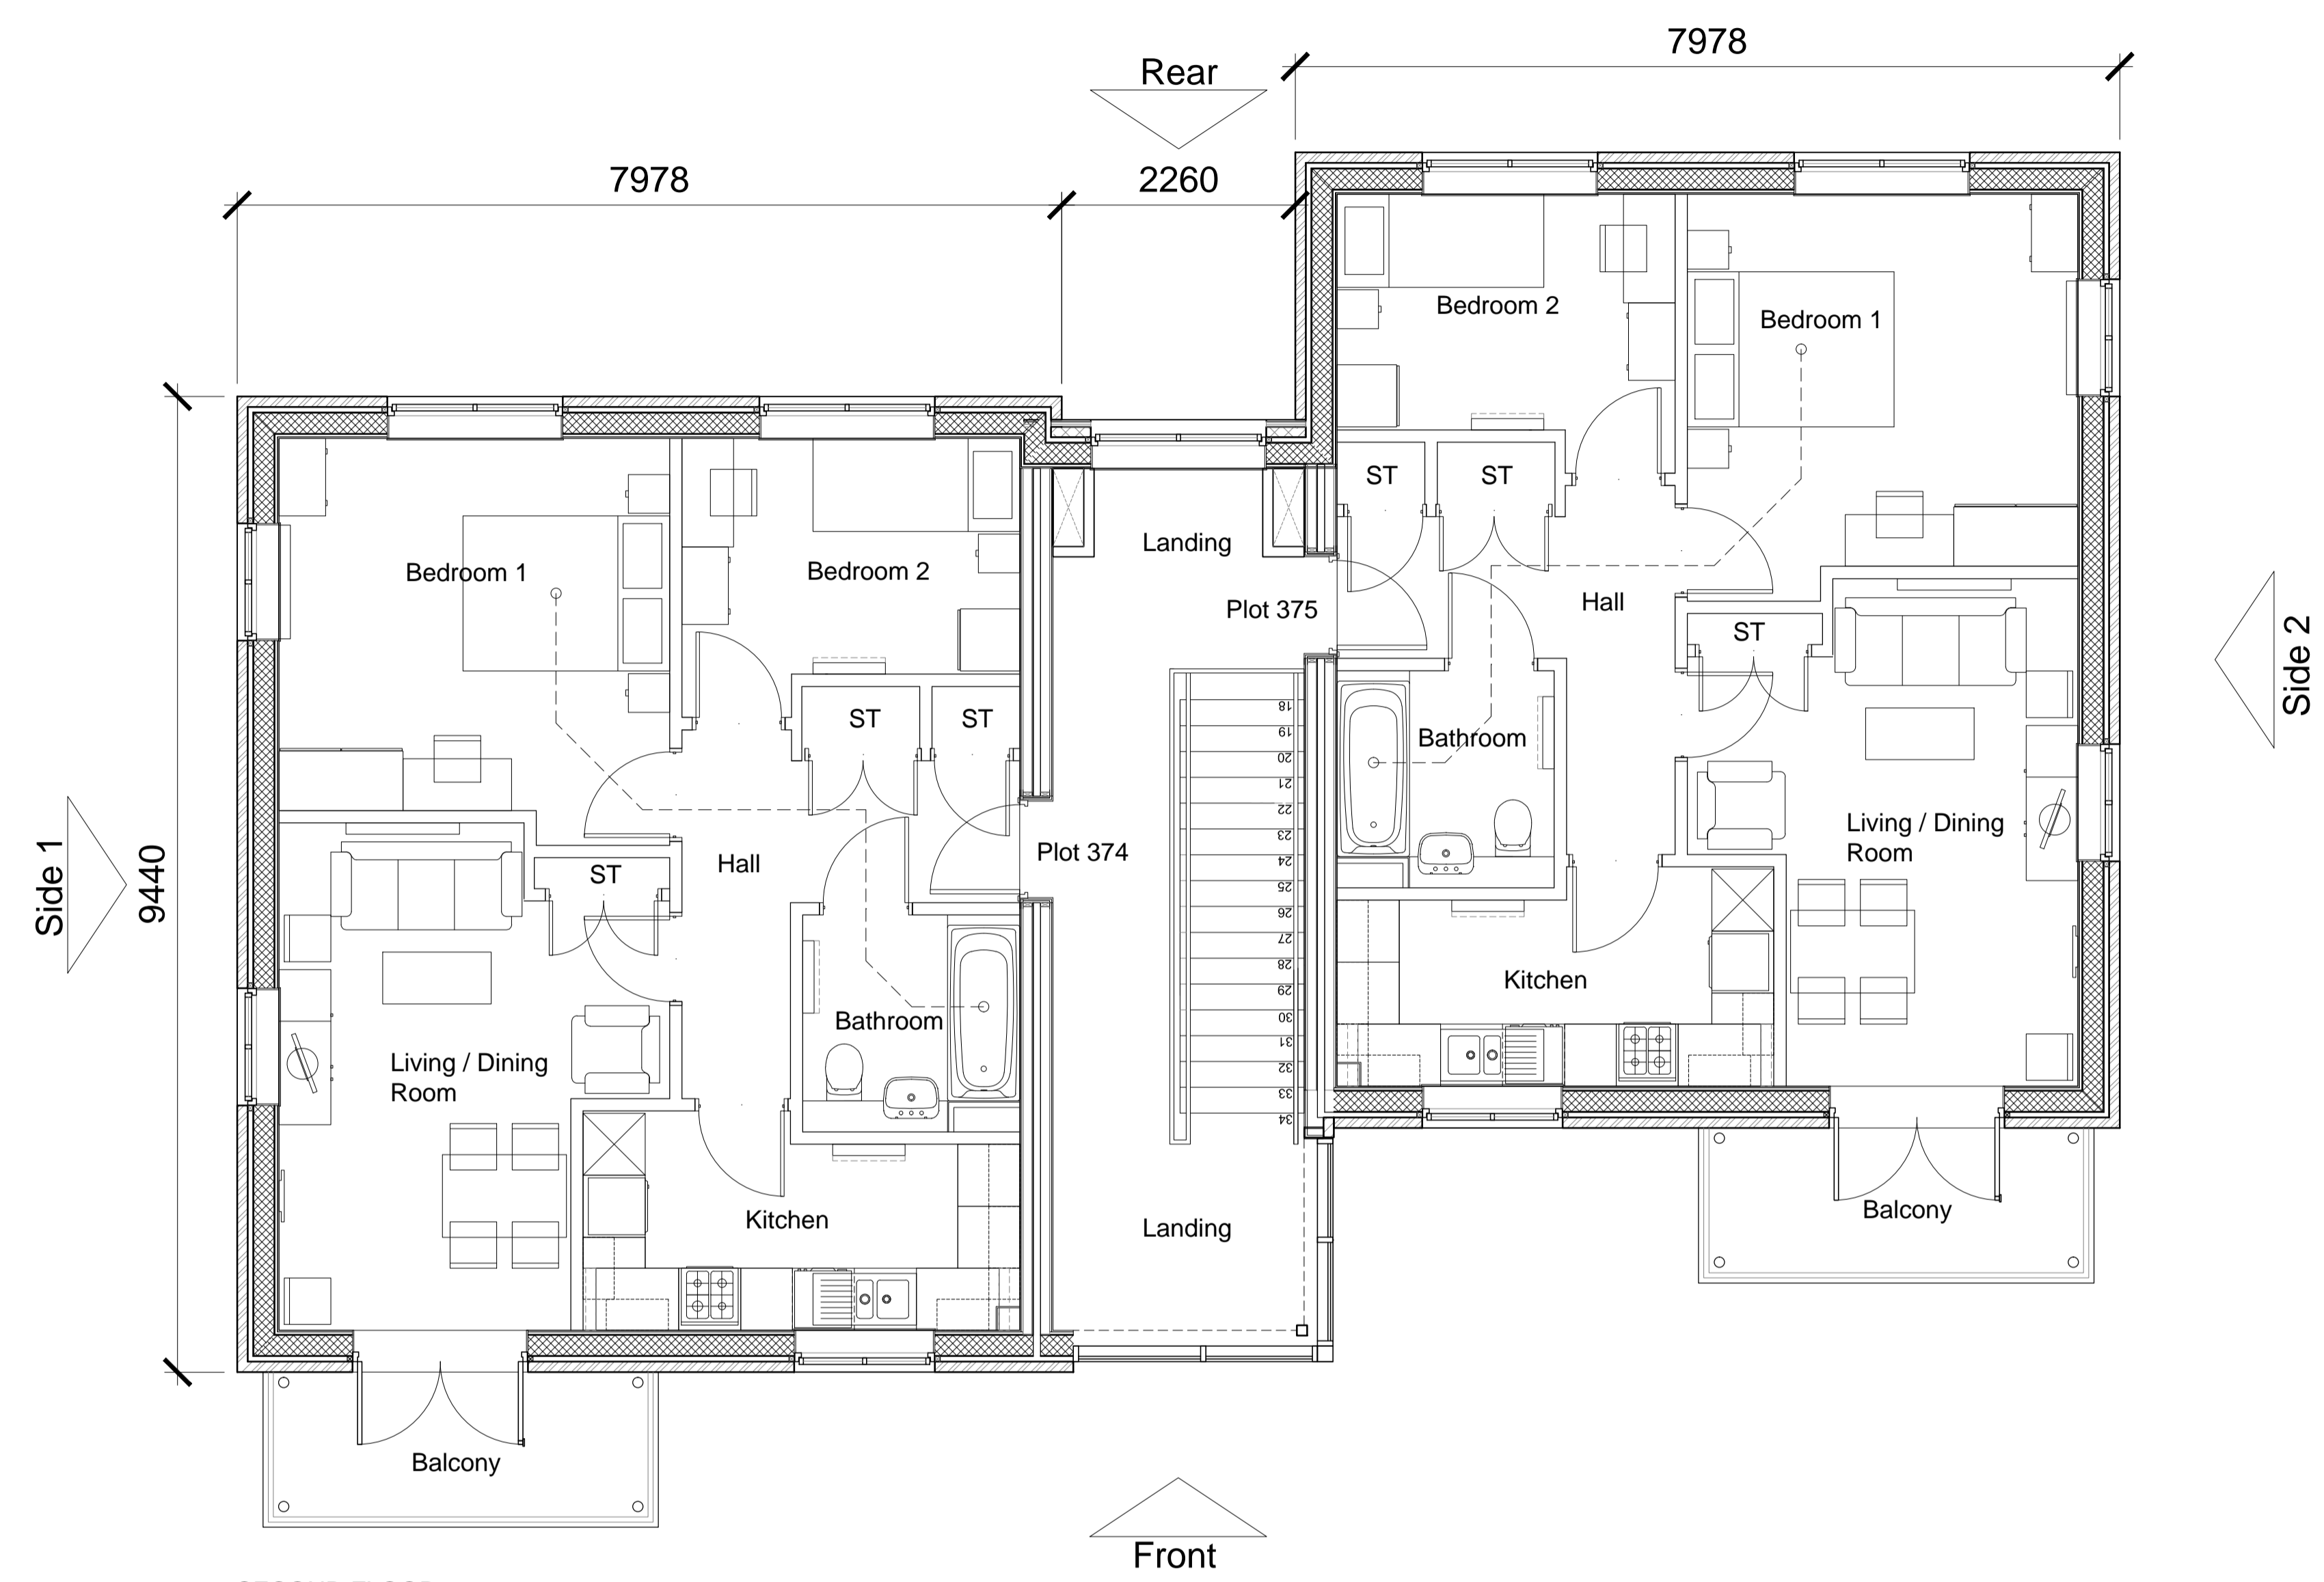 7978
Rear
7978
2260
Bedroom 2
Bedroom 1
ST
ST
Landing
Bedroom 1
Bedroom 2
Plot 375
Hall
ST
Side 2
ST
ST
18
19
20
21
22
23
24
25
26
27
28
29
30
31
32
33
34
Bathroom
Living / Dining
Room
Side 1
9440
Hall
Plot 374
ST
Kitchen
Bathroom
Living / Dining
Room
Kitchen
Landing
Balcony
Balcony
Front